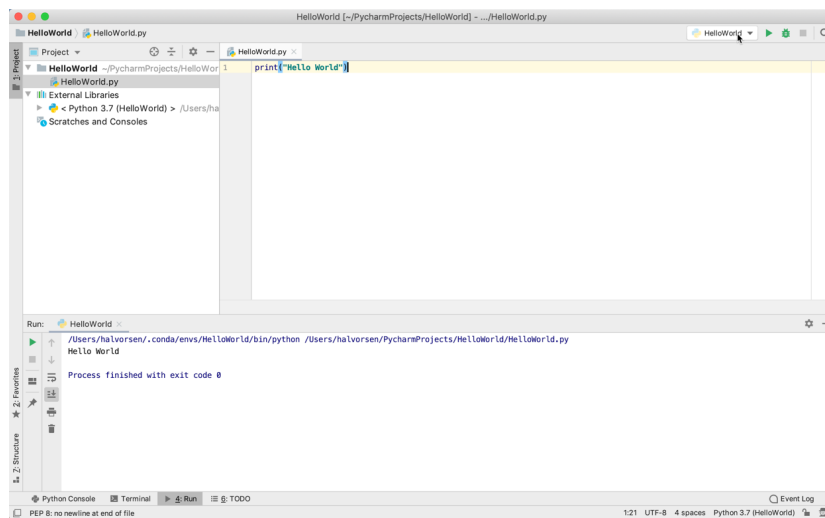 HelloWorld [~/PycharmProjects/HelloWorld] - .../HelloWorld.py
HelloWorld HelloWorld.py
HelloWorld
1: Project
Project
HelloWorld.py
HelloWorld ~/PycharmProjects/HelloWor
HelloWorld.py
External Libraries
< Python 3.7 (HelloWorld) > /Users/ha
Scratches and Consoles
1 print("Hello World")
Run: HelloWorld
/Users/halvorsen/.conda/envs/HelloWorld/bin/python /Users/halvorsen/PycharmProjects/HelloWorld/HelloWorld.py
Hello World
Process finished with exit code 0
2: Favorites
Z: Structure
Python Console Terminal 4: Run 6: TODO Event Log
PEP 8: no newline at end of file 1:21 UTF-8 4 spaces Python 3.7 (HelloWorld)